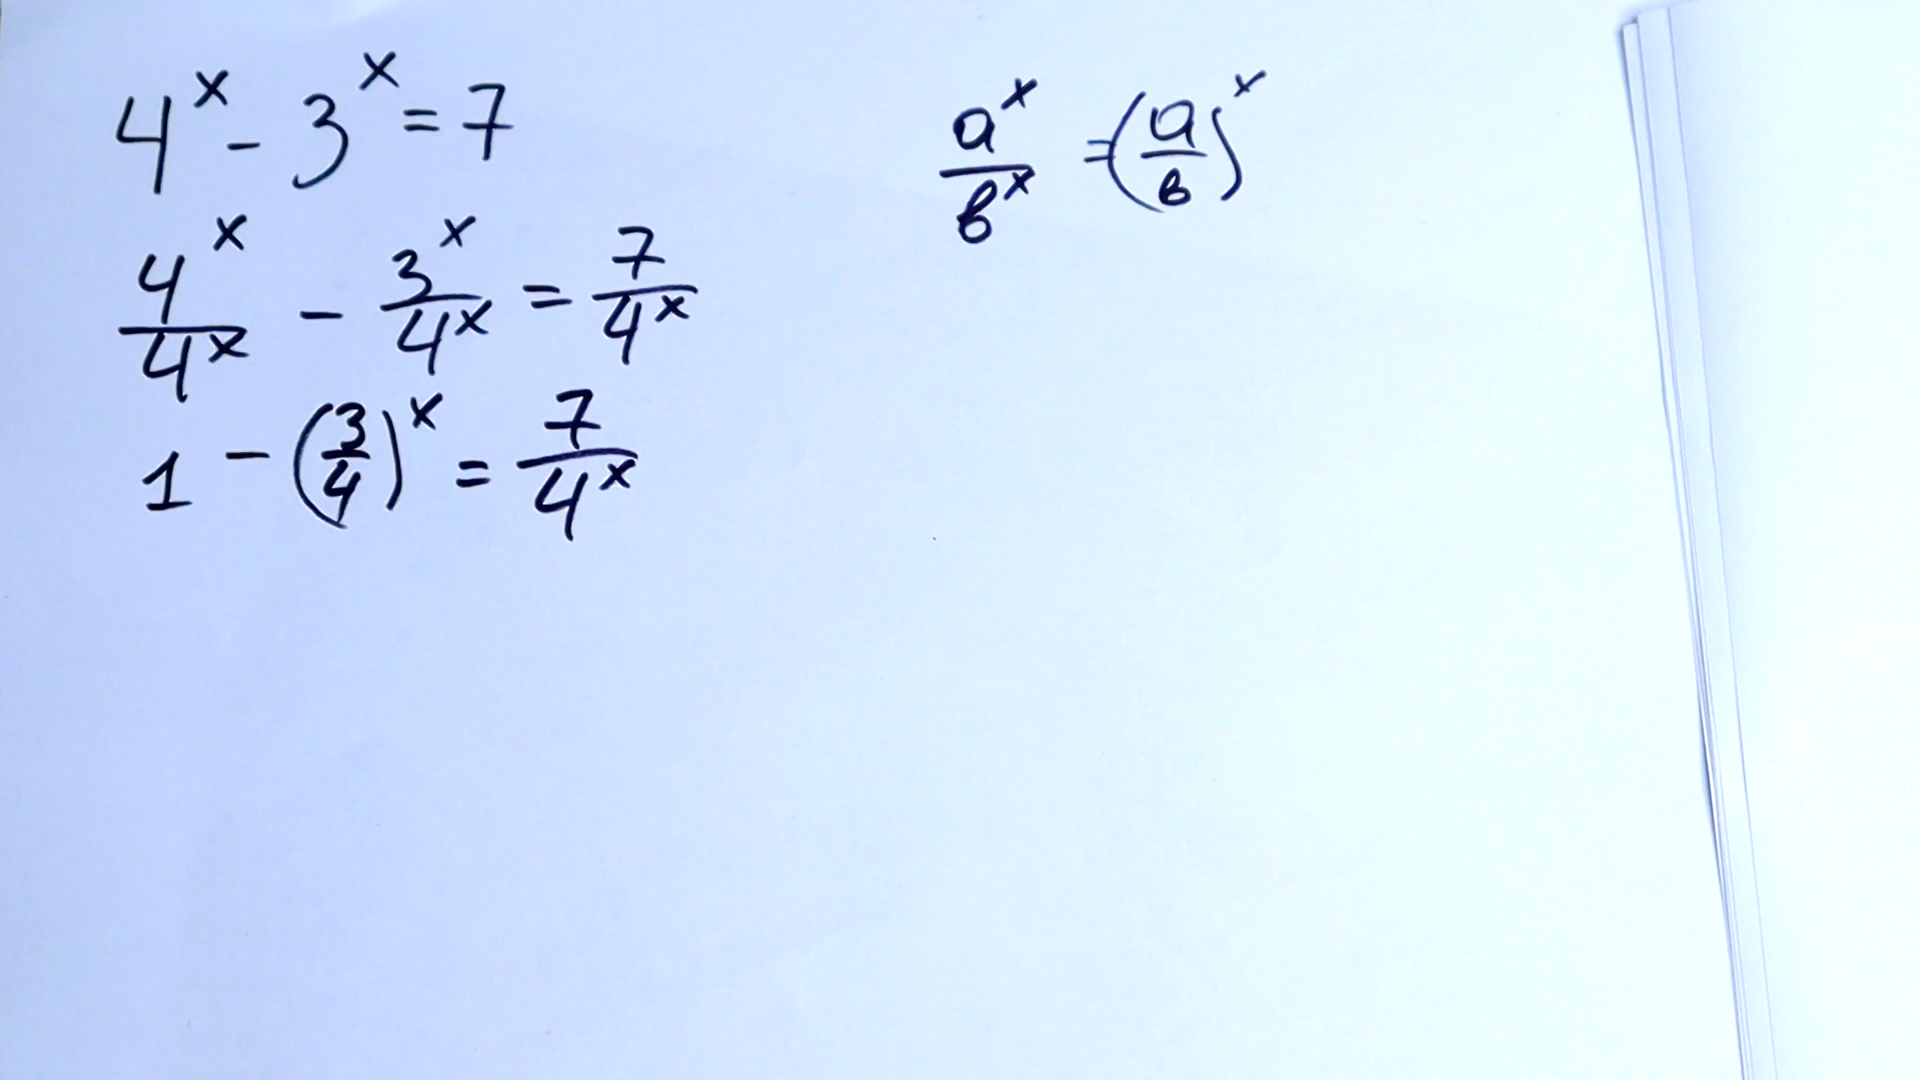 4^x - 3^x = 7
4^x/4^x - 3^x/4^x = 7/4^x
1 - (3/4)^x = 7/4^x
a^x/b^x = (a/b)^x